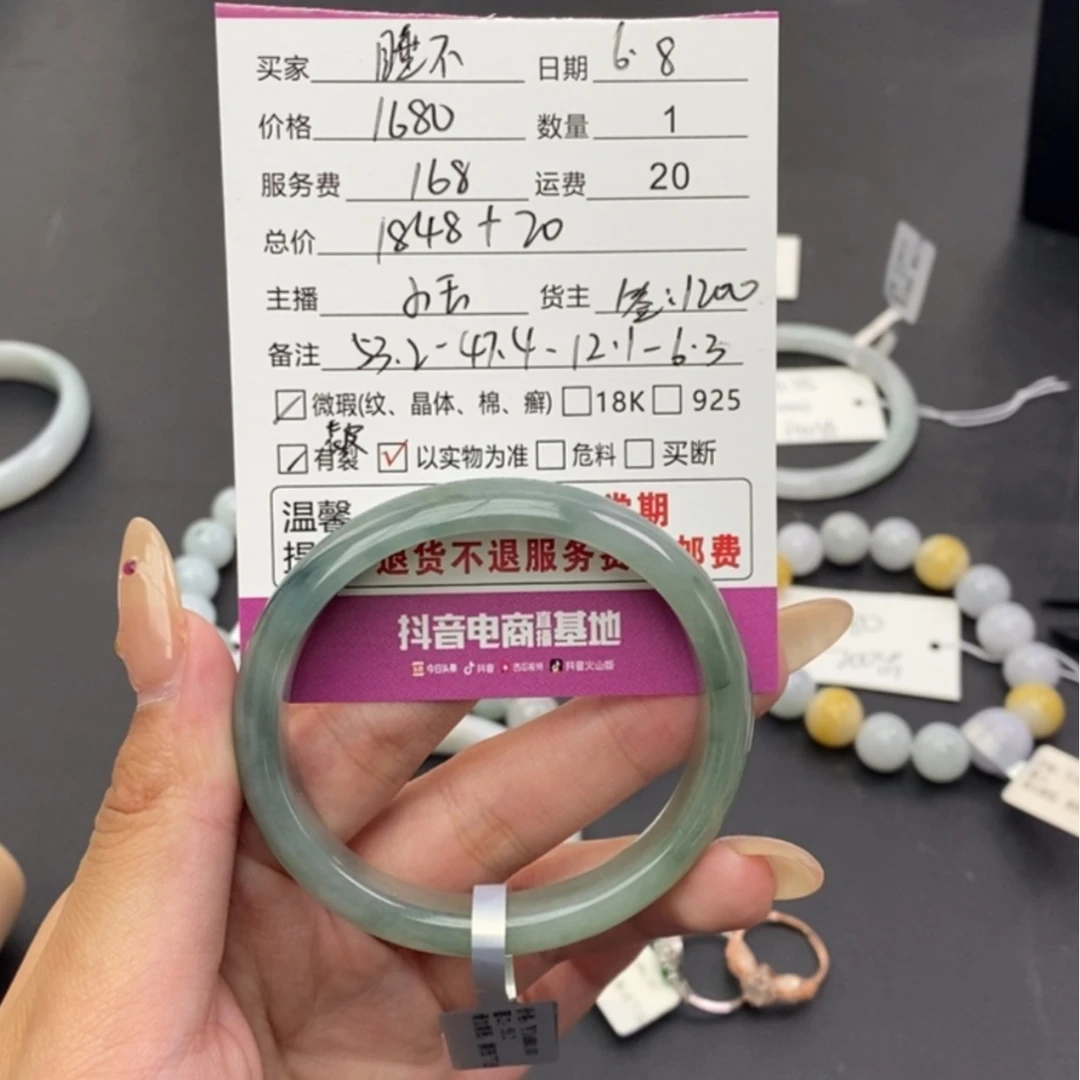 买家 睡不 日期 6.8
价格 1680 数量 1
服务费 168 运费 20
总价 1848+20
主播 货主 :1200
备注 53.2-47.4-12.1-6.3
微瑕(纹、晶体、棉、癣) 18K 925
有裂 以实物为准 危料 买断
温馨 期
退货不退服务费 邮费
抖音电商直播基地
今日头条 抖音 西瓜视频 抖音火山版